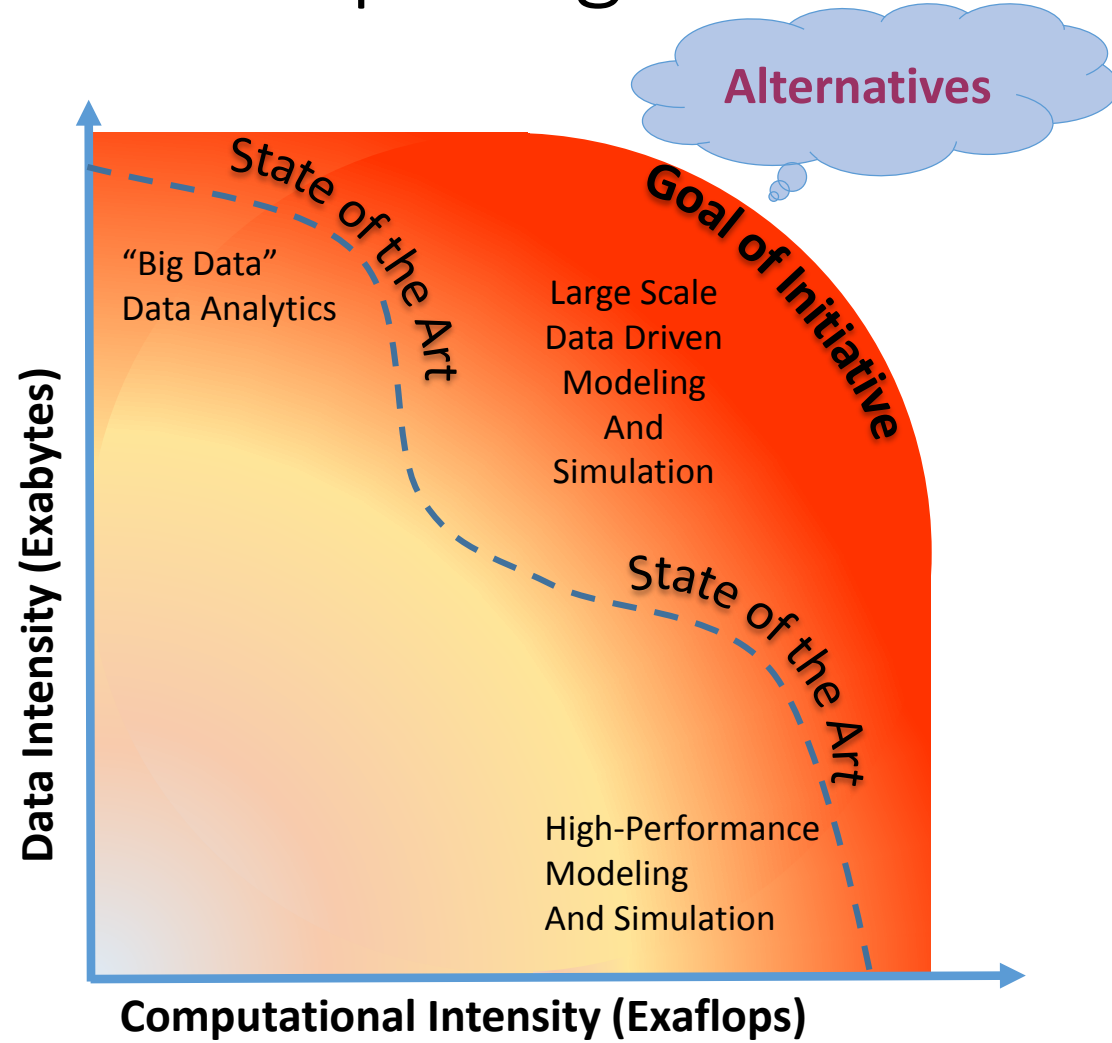 Alternatives
State of the Art
Goal of Initiative
“Big Data”
Data Analytics
Large Scale
Data Driven
Modeling
And
Simulation
State of the Art
High-Performance
Modeling
And Simulation
Data Intensity (Exabytes)
Computational Intensity (Exaflops)